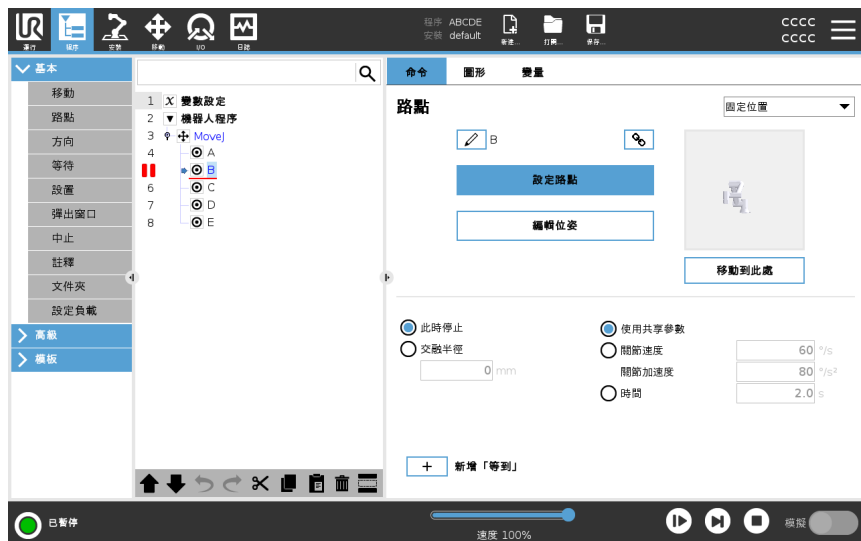 UR
運行
程序
安裝
移動
I/O
日誌
程序 ABCDE
安裝 default
新建...
打開...
保存...
cccc
cccc
基本
移動
路點
方向
等待
設置
彈出窗口
中止
註釋
文件夾
設定負載
高級
模板
1 X 變數設定
2 ▼ 機器人程序
3 MoveJ
4 A
B
6 C
7 D
8 E
命令
圖形
變量
路點
固定位置
B
設定路點
編輯位姿
移動到此處
此時停止
交融半徑
0 mm
使用共享參數
關節速度 60 °/s
關節加速度 80 °/s²
時間 2.0 s
+ 新增「等到」
已暫停
速度 100%
模擬